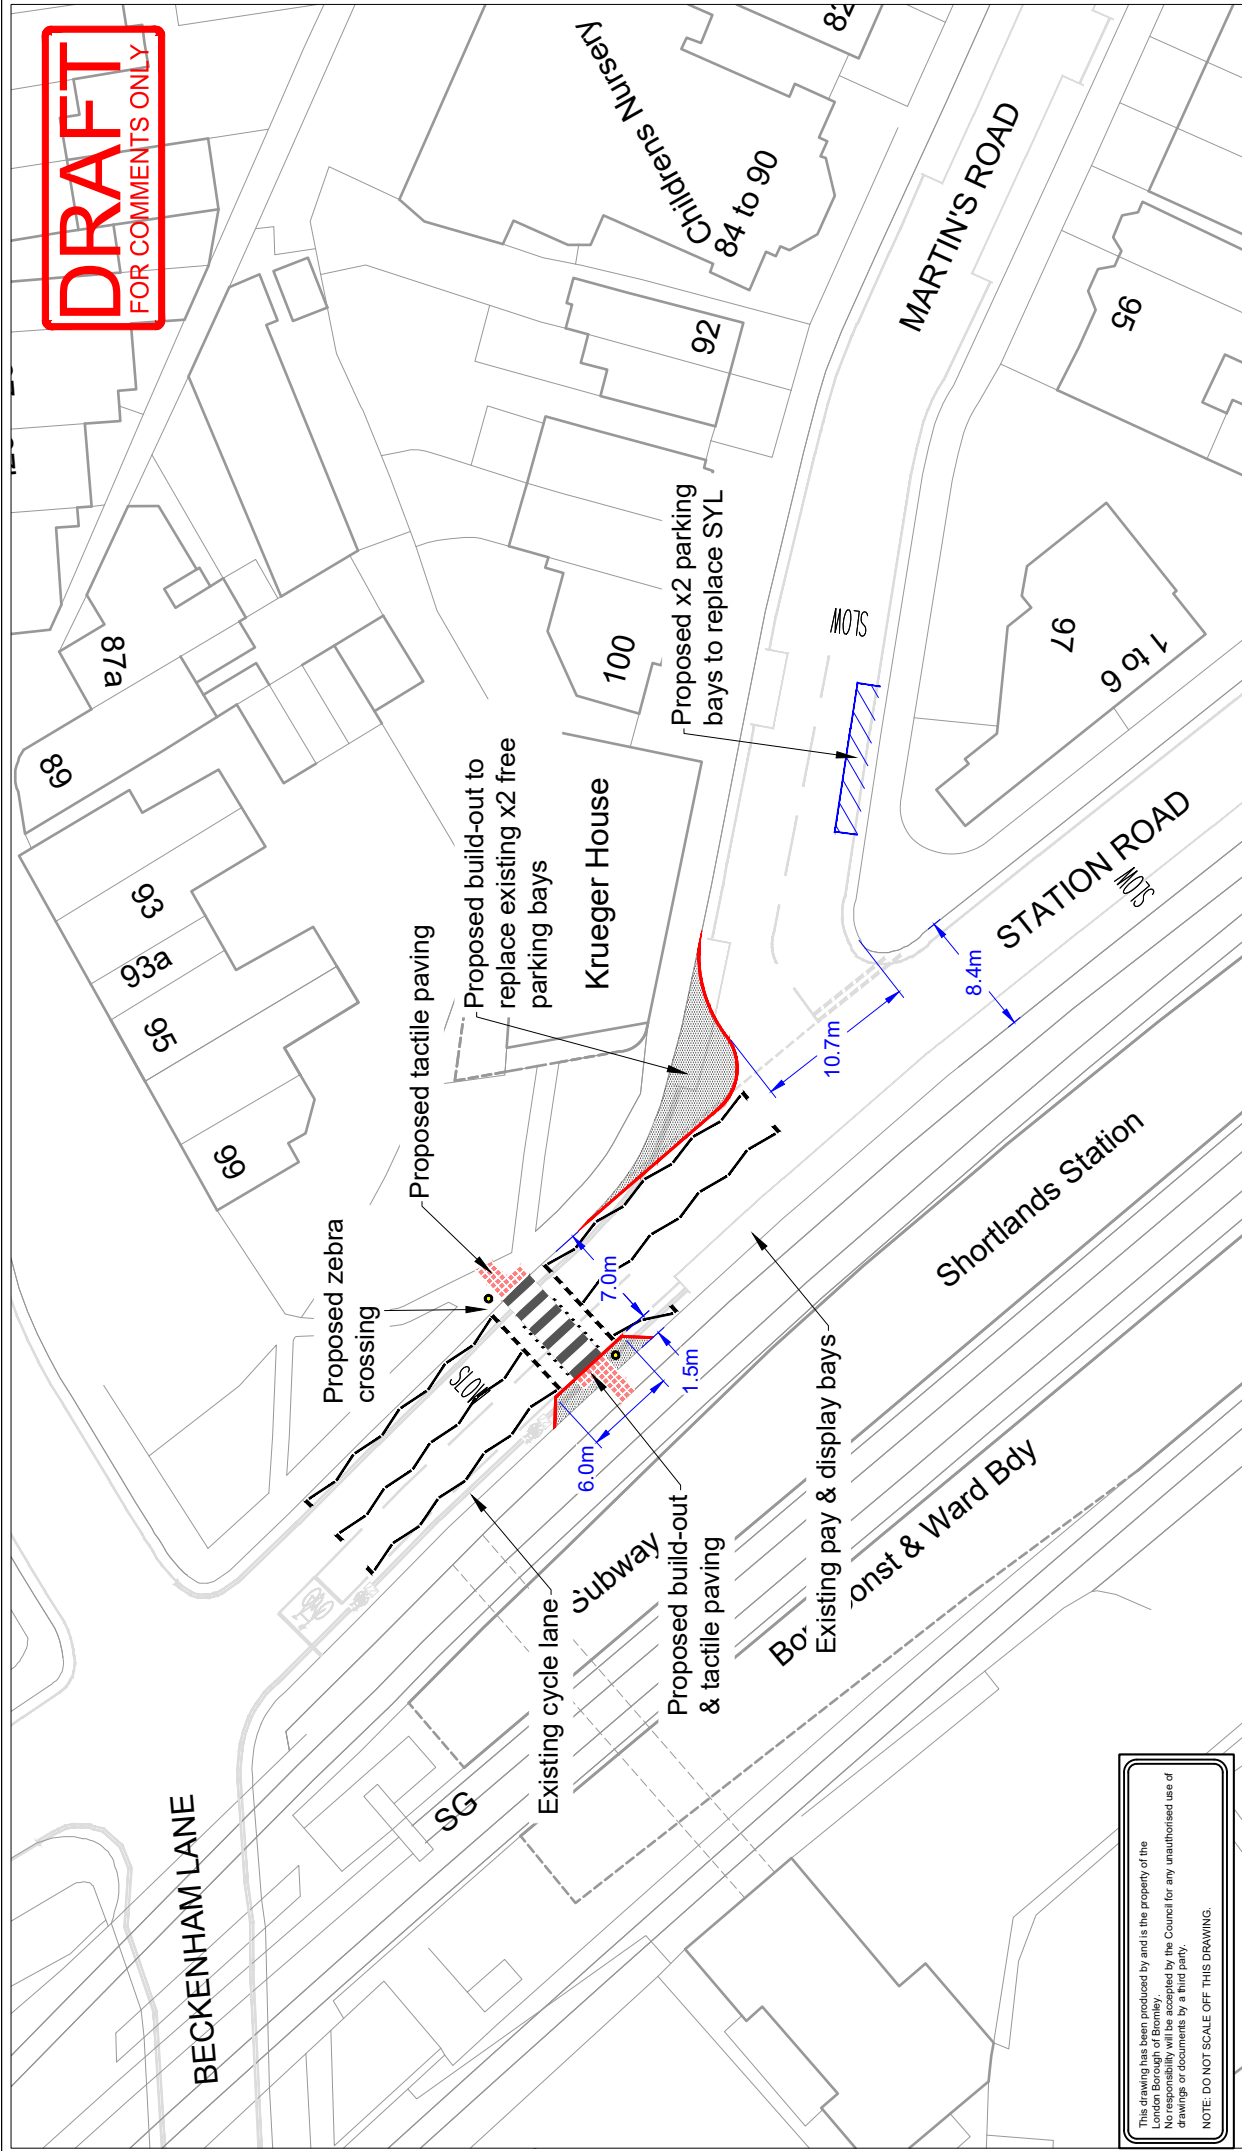 DRAFT
FOR COMMENTS ONLY
BECKENHAM LANE
SG
89
87a
93
93a
95
99
Childrens Nursery
84 to 90
82
92
100
MARTIN'S ROAD
95
97
1 to 6
STATION ROAD
SLOW
SLOW
SLOW
Krueger House
Proposed zebra
crossing
Proposed tactile paving
Proposed build-out to
replace existing x2 free
parking bays
Proposed x2 parking
bays to replace SYL
Existing cycle lane
Proposed build-out
& tactile paving
Existing pay & display bays
6.0m
1.5m
7.0m
10.7m
8.4m
Subway
Shortlands Station
onst & Ward Bdy
This drawing has been produced by and is the property of the
London Borough of Bromley.
No responsibility will be accepted by the Council for any unauthorised use of
drawings or documents by a third party.
NOTE: DO NOT SCALE OFF THIS DRAWING.